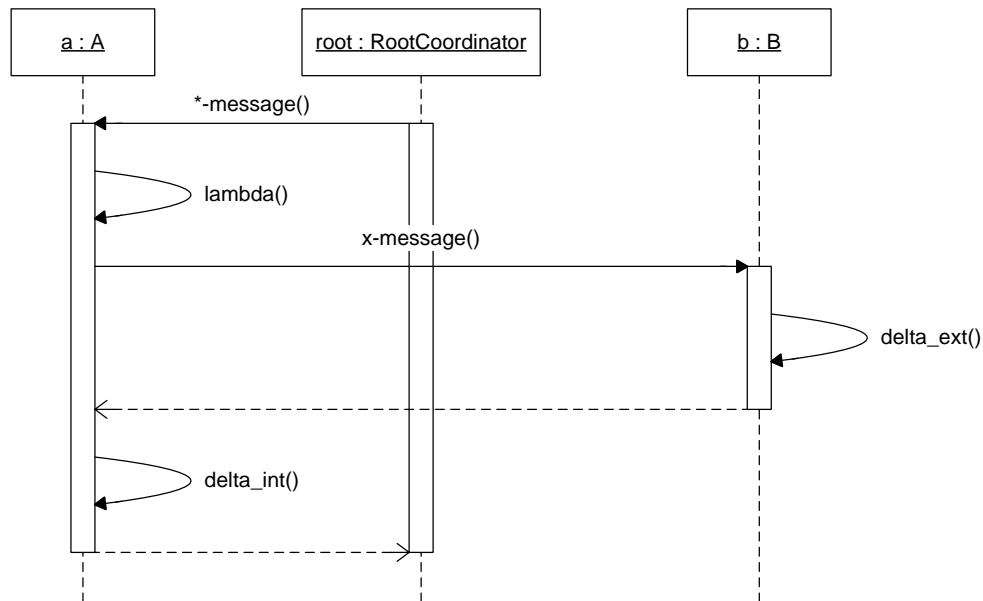 a : A
root : RootCoordinator
b : B
*-message()
lambda()
x-message()
delta_ext()
delta_int()